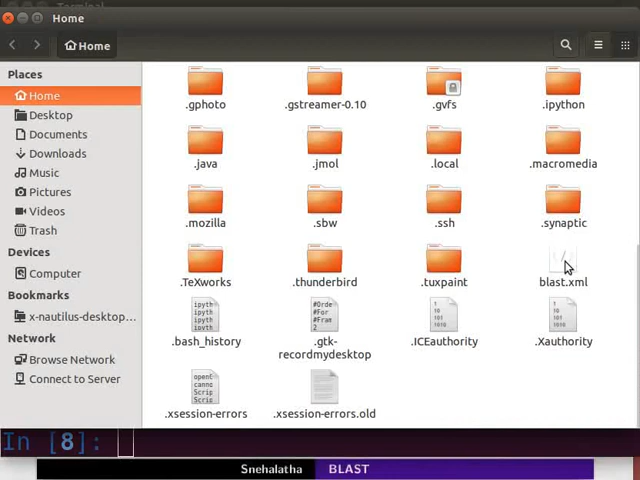 Terminal
Home
Home
Places
Home
Desktop
Documents
Downloads
Music
Pictures
Videos
Trash
Devices
Computer
Bookmarks
x-nautilus-desktop...
Network
Browse Network
Connect to Server
.gphoto
.gstreamer-0.10
.gvfs
.ipython
.java
.jmol
.local
.macromedia
.mozilla
.sbw
.ssh
.synaptic
.TeXworks
.thunderbird
.tuxpaint
blast.xml
.bash_history
.gtk-
recordmydesktop
.ICEauthority
.Xauthority
.xsession-errors
.xsession-errors.old
In [8]:
Snehalatha
BLAST